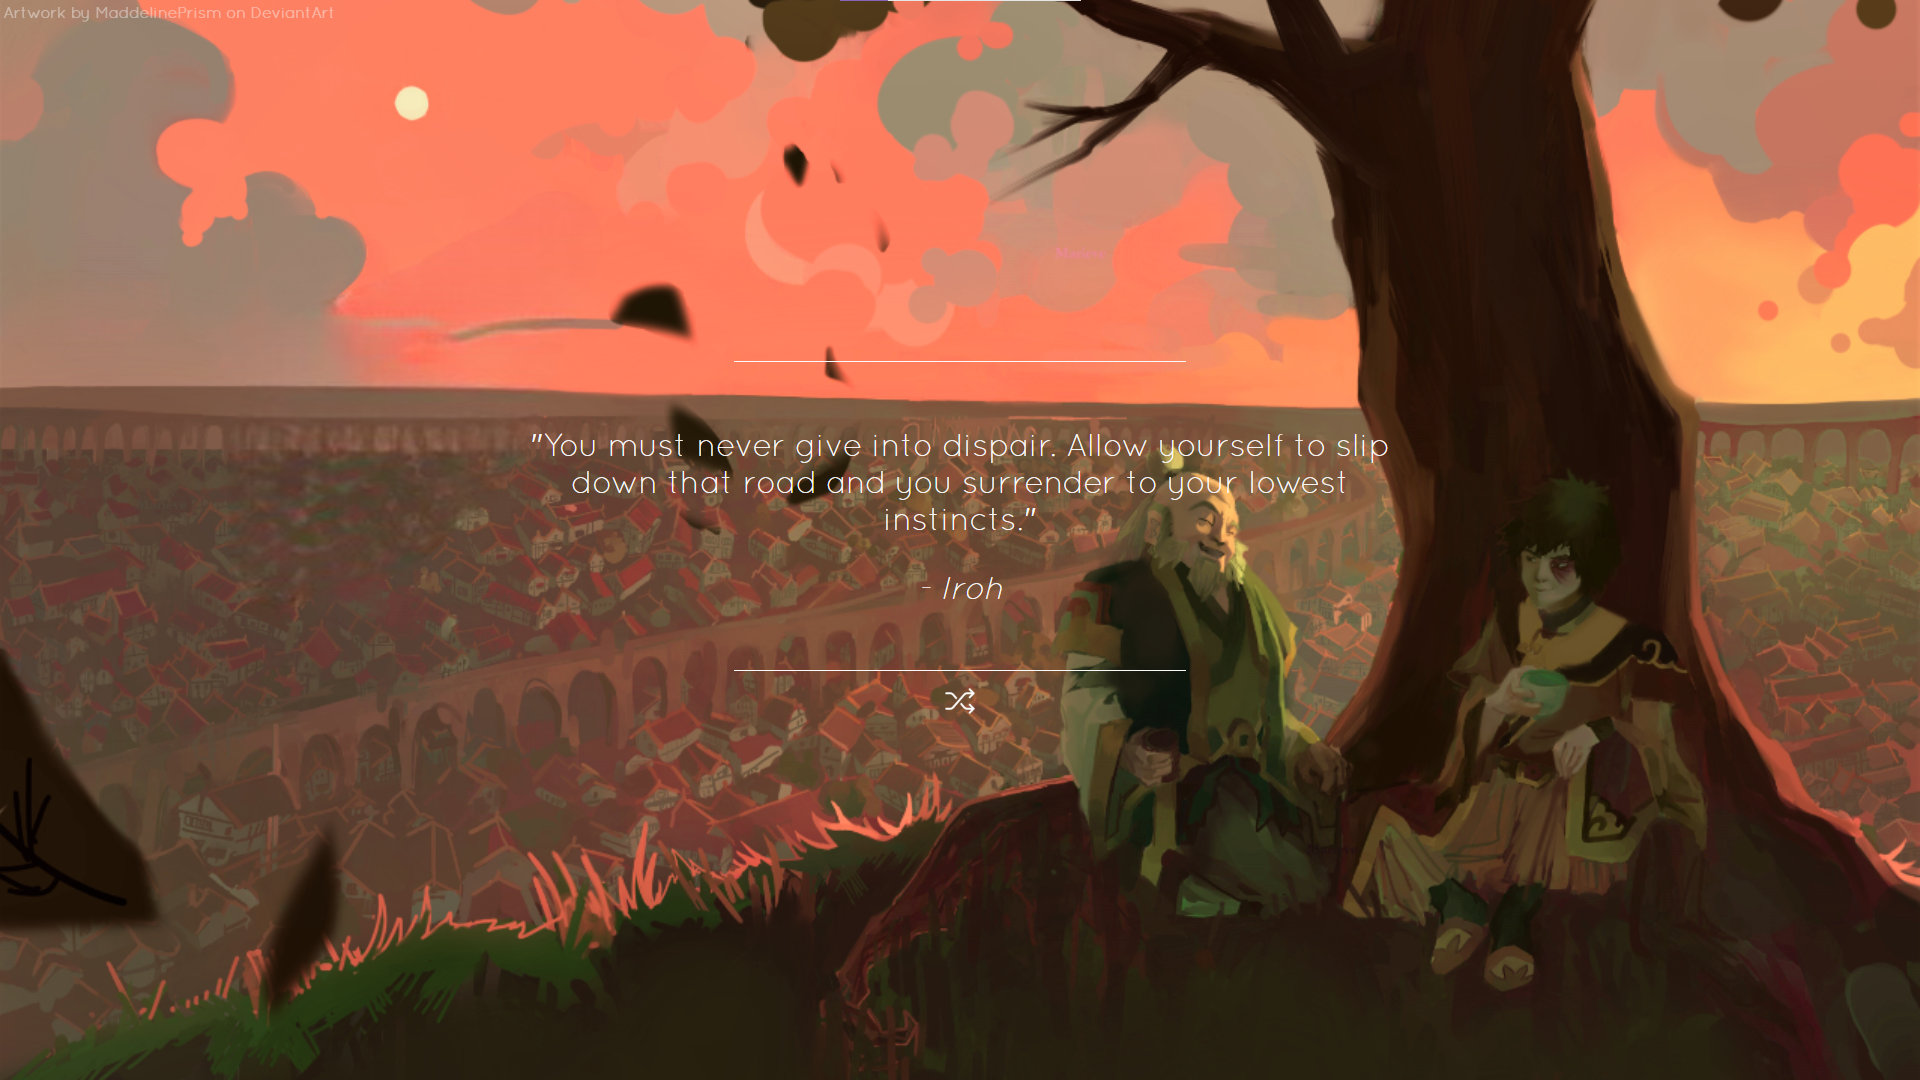 Artwork by MaddelinePrism on DeviantArt
"You must never give into dispair. Allow yourself to slip
down that road and you surrender to your lowest
instincts."
- Iroh